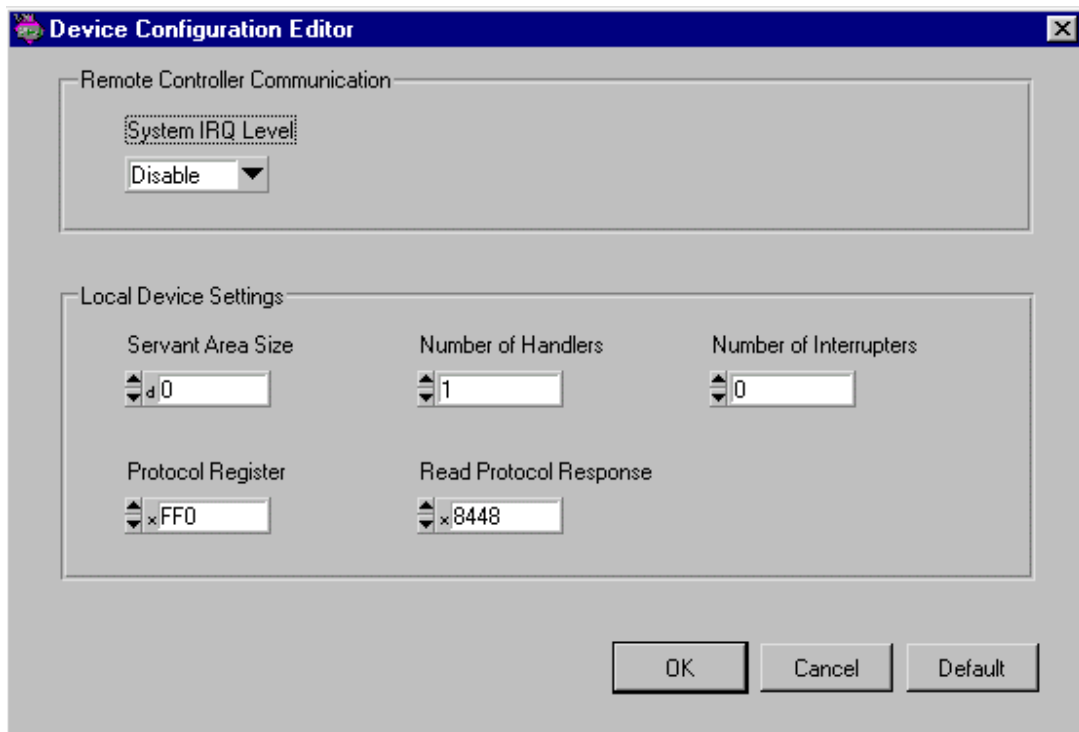 Device Configuration Editor
Remote Controller Communication
System IRQ Level
Disable
Local Device Settings
Servant Area Size
Number of Handlers
Number of Interrupters
d 0
1
0
Protocol Register
Read Protocol Response
x FF0
x 8448
OK
Cancel
Default